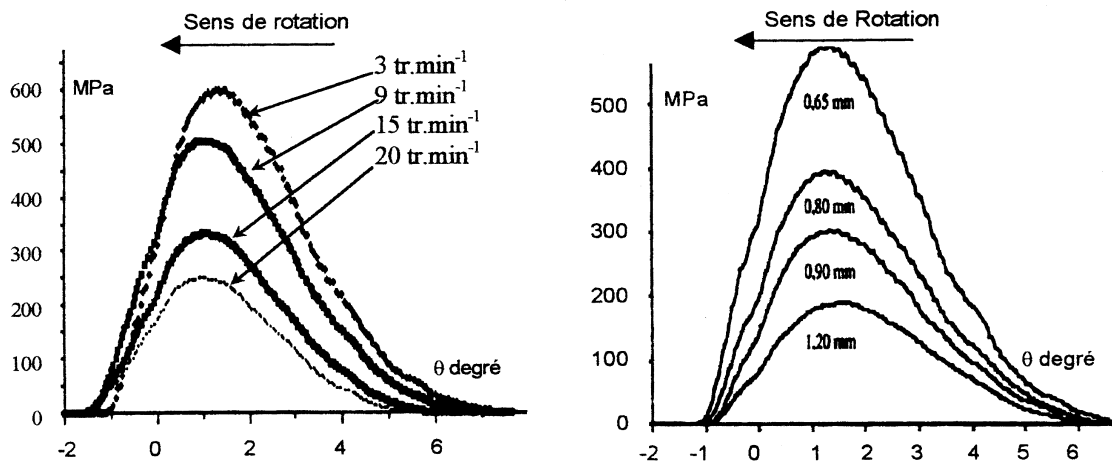 Sens de rotation
MPa
600
500
400
300
200
100
0
-2
0
2
4
6
3 tr.min-1
9 tr.min-1
15 tr.min-1
20 tr.min-1
θ degré
Sens de Rotation
MPa
500
400
300
200
100
0
-2
-1
0
1
2
3
4
5
6
0,65 mm
0,80 mm
0,90 mm
1,20 mm
θ degré